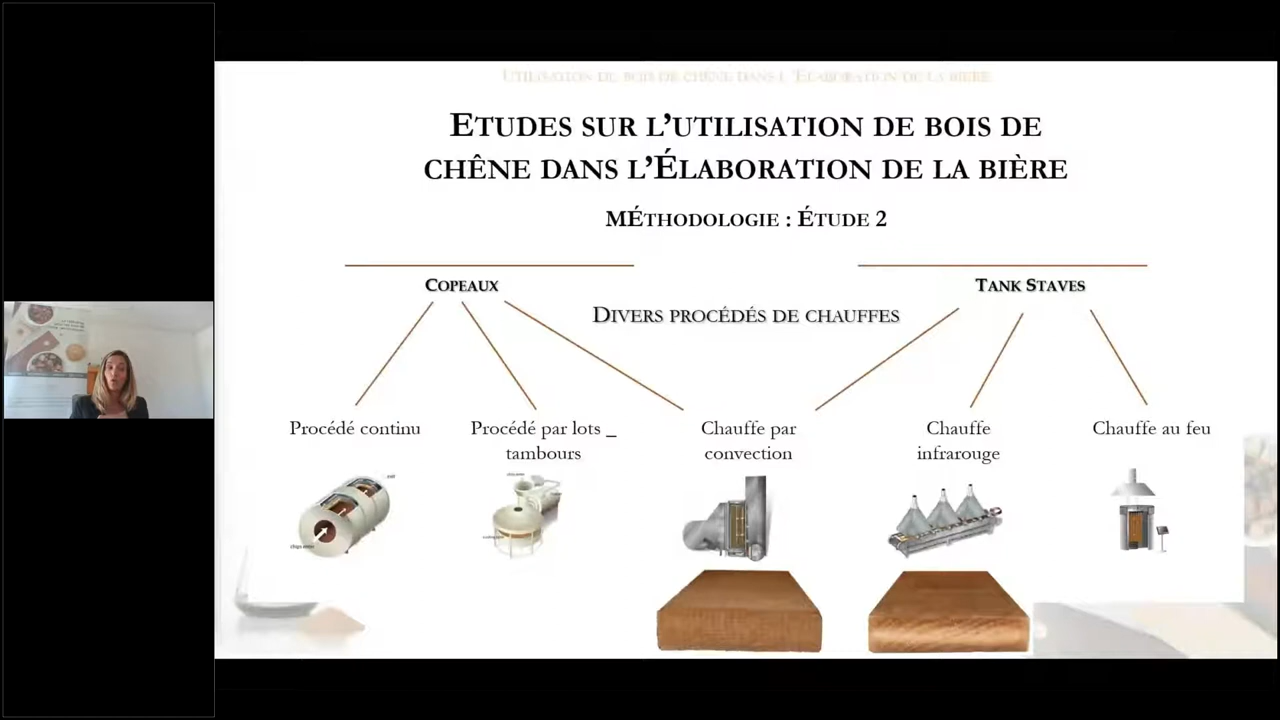 Utilisation de bois de chêne dans l'Élaboration de la bière
Etudes sur l'utilisation de bois de
chêne dans l'Élaboration de la bière
MÉthodologie : Étude 2
Copeaux
Tank Staves
Divers procédés de chauffes
Procédé continu
Procédé par lots _
tambours
Chauffe par
convection
Chauffe
infrarouge
Chauffe au feu